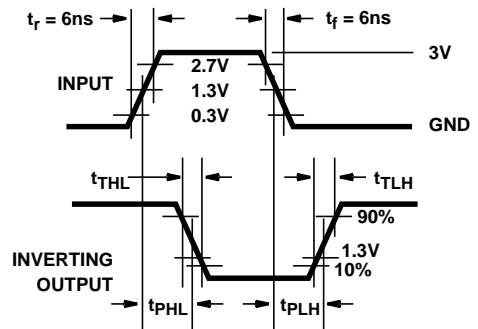 tr = 6ns
tf = 6ns
3V
INPUT
2.7V
1.3V
0.3V
GND
tTHL
tTLH
90%
INVERTING
OUTPUT
1.3V
10%
tPHL
tPLH